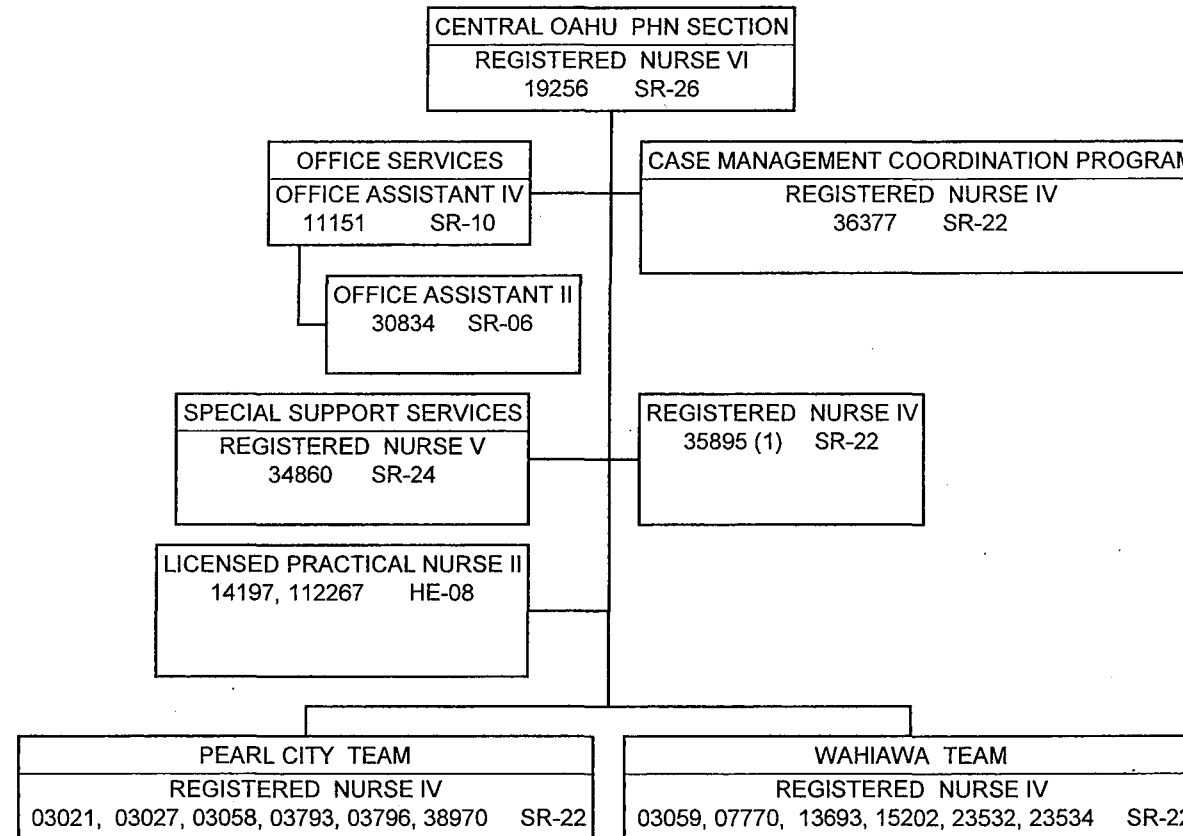 CENTRAL OAHU PHN SECTION
REGISTERED NURSE VI
19256 SR-26
OFFICE SERVICES
OFFICE ASSISTANT IV
11151 SR-10
CASE MANAGEMENT COORDINATION PROGRAM
REGISTERED NURSE IV
36377 SR-22
OFFICE ASSISTANT II
30834 SR-06
SPECIAL SUPPORT SERVICES
REGISTERED NURSE V
34860 SR-24
REGISTERED NURSE IV
35895 (1) SR-22
LICENSED PRACTICAL NURSE II
14197, 112267 HE-08
PEARL CITY TEAM
REGISTERED NURSE IV
03021, 03027, 03058, 03793, 03796, 38970 SR-22
WAHIAWA TEAM
REGISTERED NURSE IV
03059, 07770, 13693, 15202, 23532, 23534 SR-22